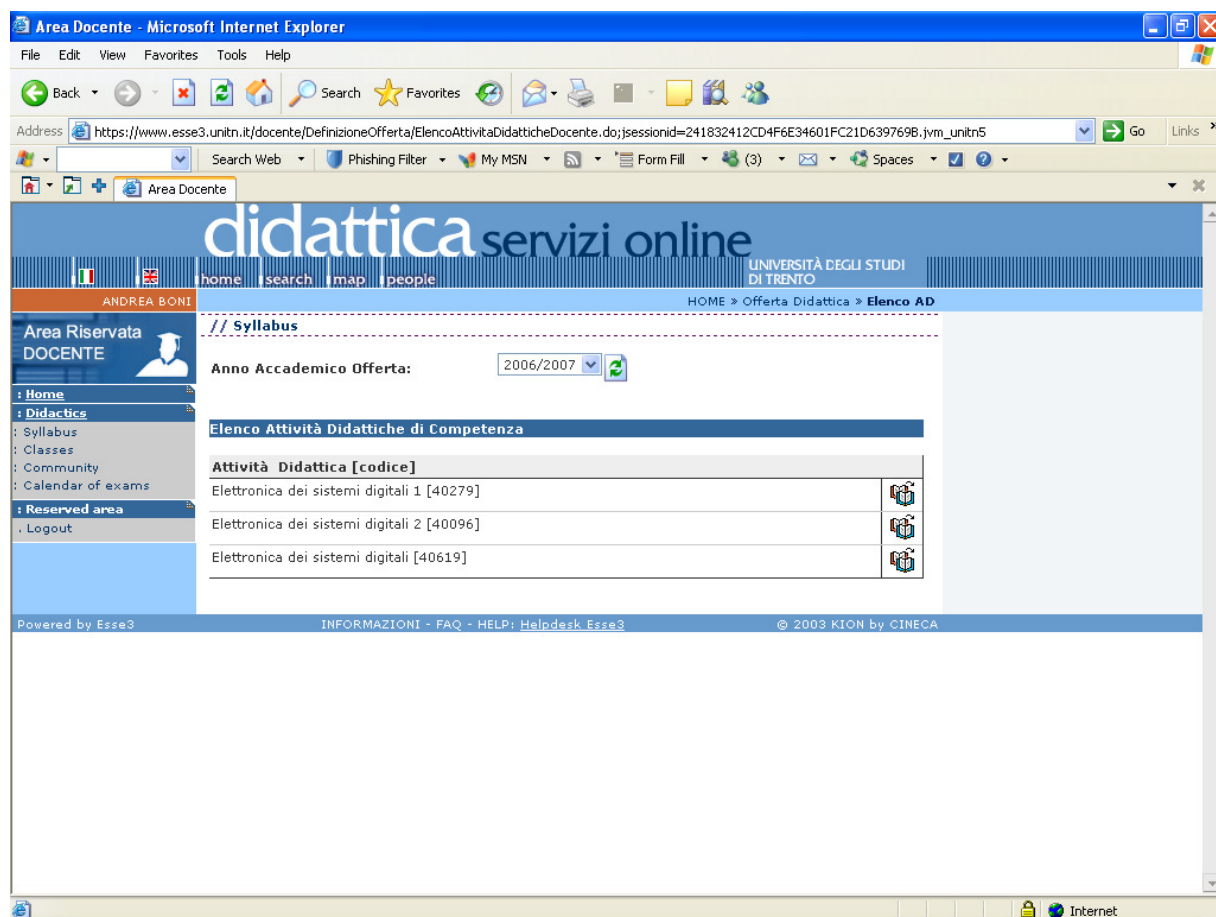 Area Docente - Microsoft Internet Explorer
File Edit View Favorites Tools Help
Back Search Favorites
Address https://www.esse3.unitn.it/docente/DefinizioneOfferta/ElencoAttivitaDidatticheDocente.do;jsessionid=241832412CD4F6E34601FC21D639769B.jvm_unitn5 Go Links
Search Web Phishing Filter My MSN Form Fill (3) Spaces
Area Docente
didattica servizi online
home search map people UNIVERSITÀ DEGLI STUDI DI TRENTO
ANDREA BONI HOME » Offerta Didattica » Elenco AD
Area Riservata
DOCENTE
// Syllabus
Anno Accademico Offerta: 2006/2007
: Home
: Didactics
: Syllabus
: Classes
: Community
: Calendar of exams
: Reserved area
. Logout
Elenco Attività Didattiche di Competenza
Attività Didattica [codice]
Elettronica dei sistemi digitali 1 [40279]
Elettronica dei sistemi digitali 2 [40096]
Elettronica dei sistemi digitali [40619]
Powered by Esse3 INFORMAZIONI - FAQ - HELP: Helpdesk Esse3 © 2003 KION by CINECA
Internet